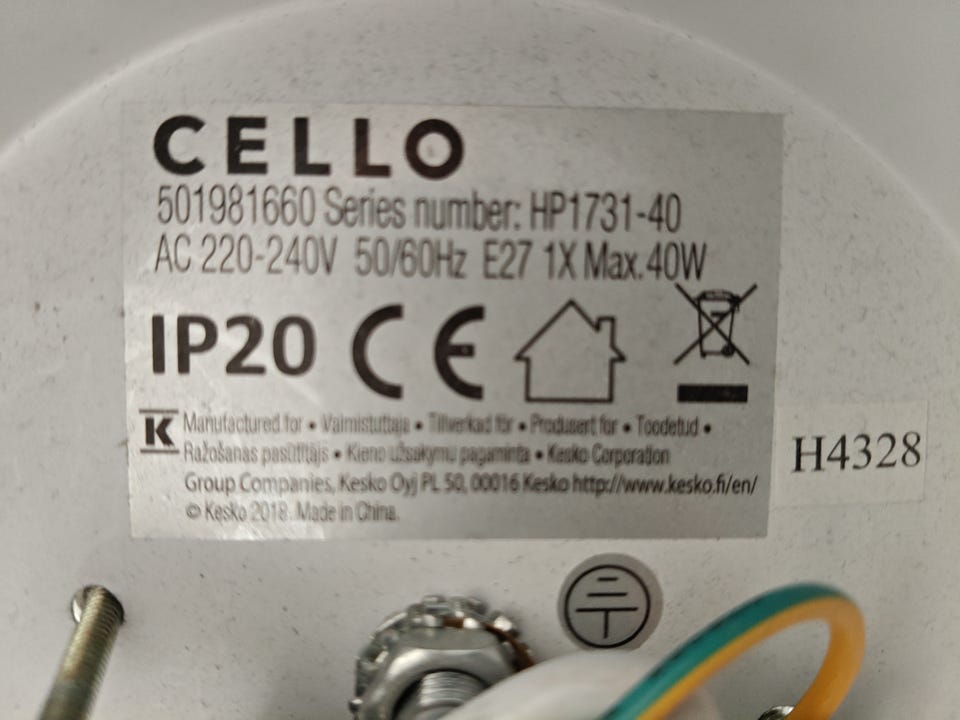 CELLO
501981660 Series number: HP1731-40
AC 220-240V 50/60Hz E27 1X Max.40W
IP20 CE
K Manufactured for • Valmistuttaja • Tillverkad för • Produsert for • Toodetud •
Ražošanas pasūtītājs • Kieno užsakymu pagaminta • Kesko Corporation
Group Companies, Kesko Oyj PL 50, 00016 Kesko http://www.kesko.fi/en/
© Kesko 2018. Made in China.
H4328